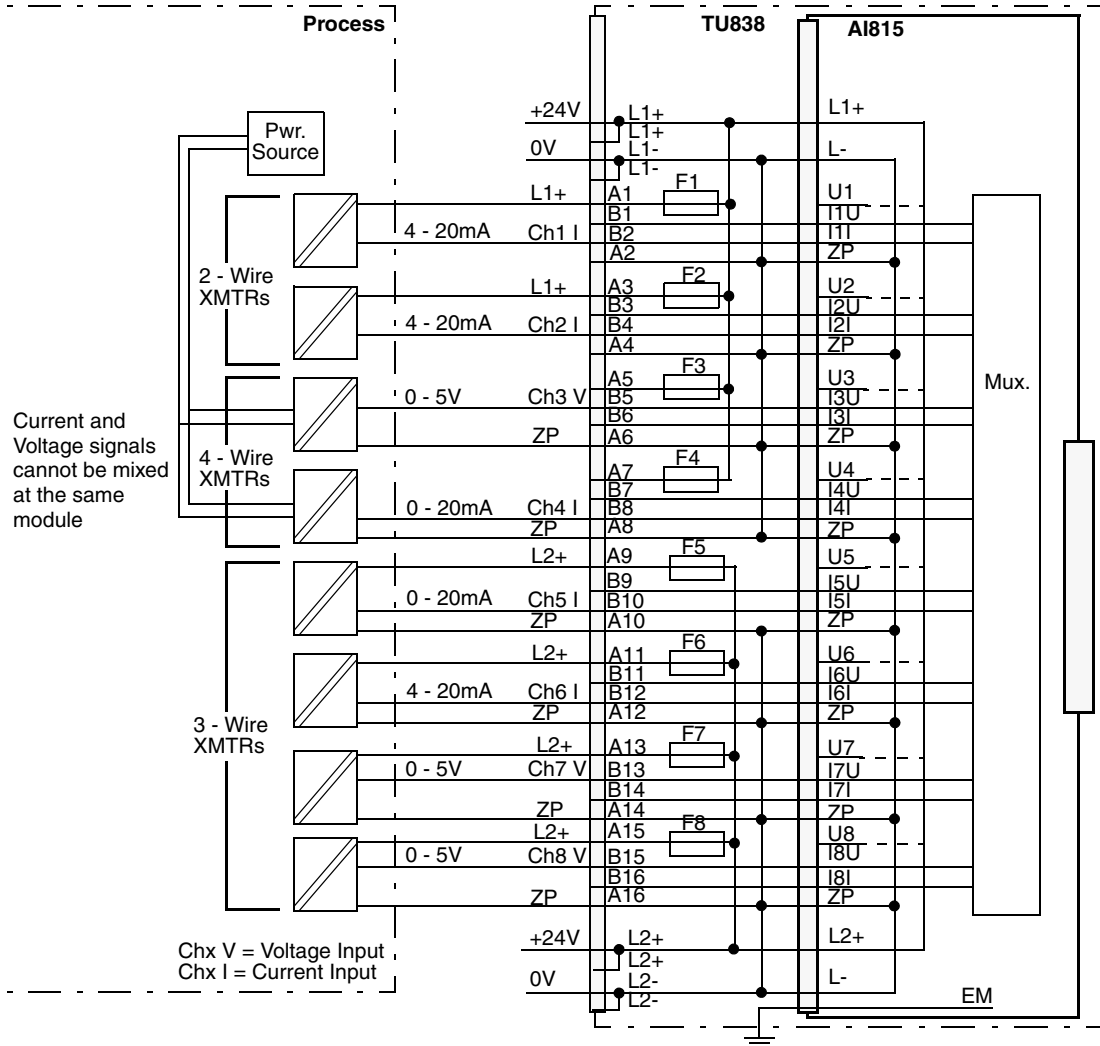 Process
TU838
AI815
Pwr.
Source
+24V
L1+
L1+
L1+
0V
L1-
L1-
L-
L1+ A1 F1 U1
B1 I1U
4 - 20mA Ch1 I B2 I1I
A2 ZP
2 - Wire
XMTRs
L1+ A3 F2 U2
B3 I2U
4 - 20mA Ch2 I B4 I2I
A4 ZP
A5 F3 U3
0 - 5V Ch3 V B5 I3U
B6 I3I
ZP A6 ZP
Mux.
Current and
Voltage signals
cannot be mixed
at the same
module
4 - Wire
XMTRs
A7 F4 U4
B7 I4U
0 - 20mA Ch4 I B8 I4I
ZP A8 ZP
L2+ A9 F5 U5
B9 I5U
0 - 20mA Ch5 I B10 I5I
ZP A10 ZP
L2+ A11 F6 U6
B11 I6U
4 - 20mA Ch6 I B12 I6I
ZP A12 ZP
3 - Wire
XMTRs
L2+ A13 F7 U7
0 - 5V Ch7 V B13 I7U
B14 I7I
ZP A14 ZP
L2+ A15 F8 U8
0 - 5V Ch8 V B15 I8U
B16 I8I
ZP A16 ZP
+24V L2+ L2+
L2+
0V L2- L-
L2-
EM
Chx V = Voltage Input
Chx I = Current Input